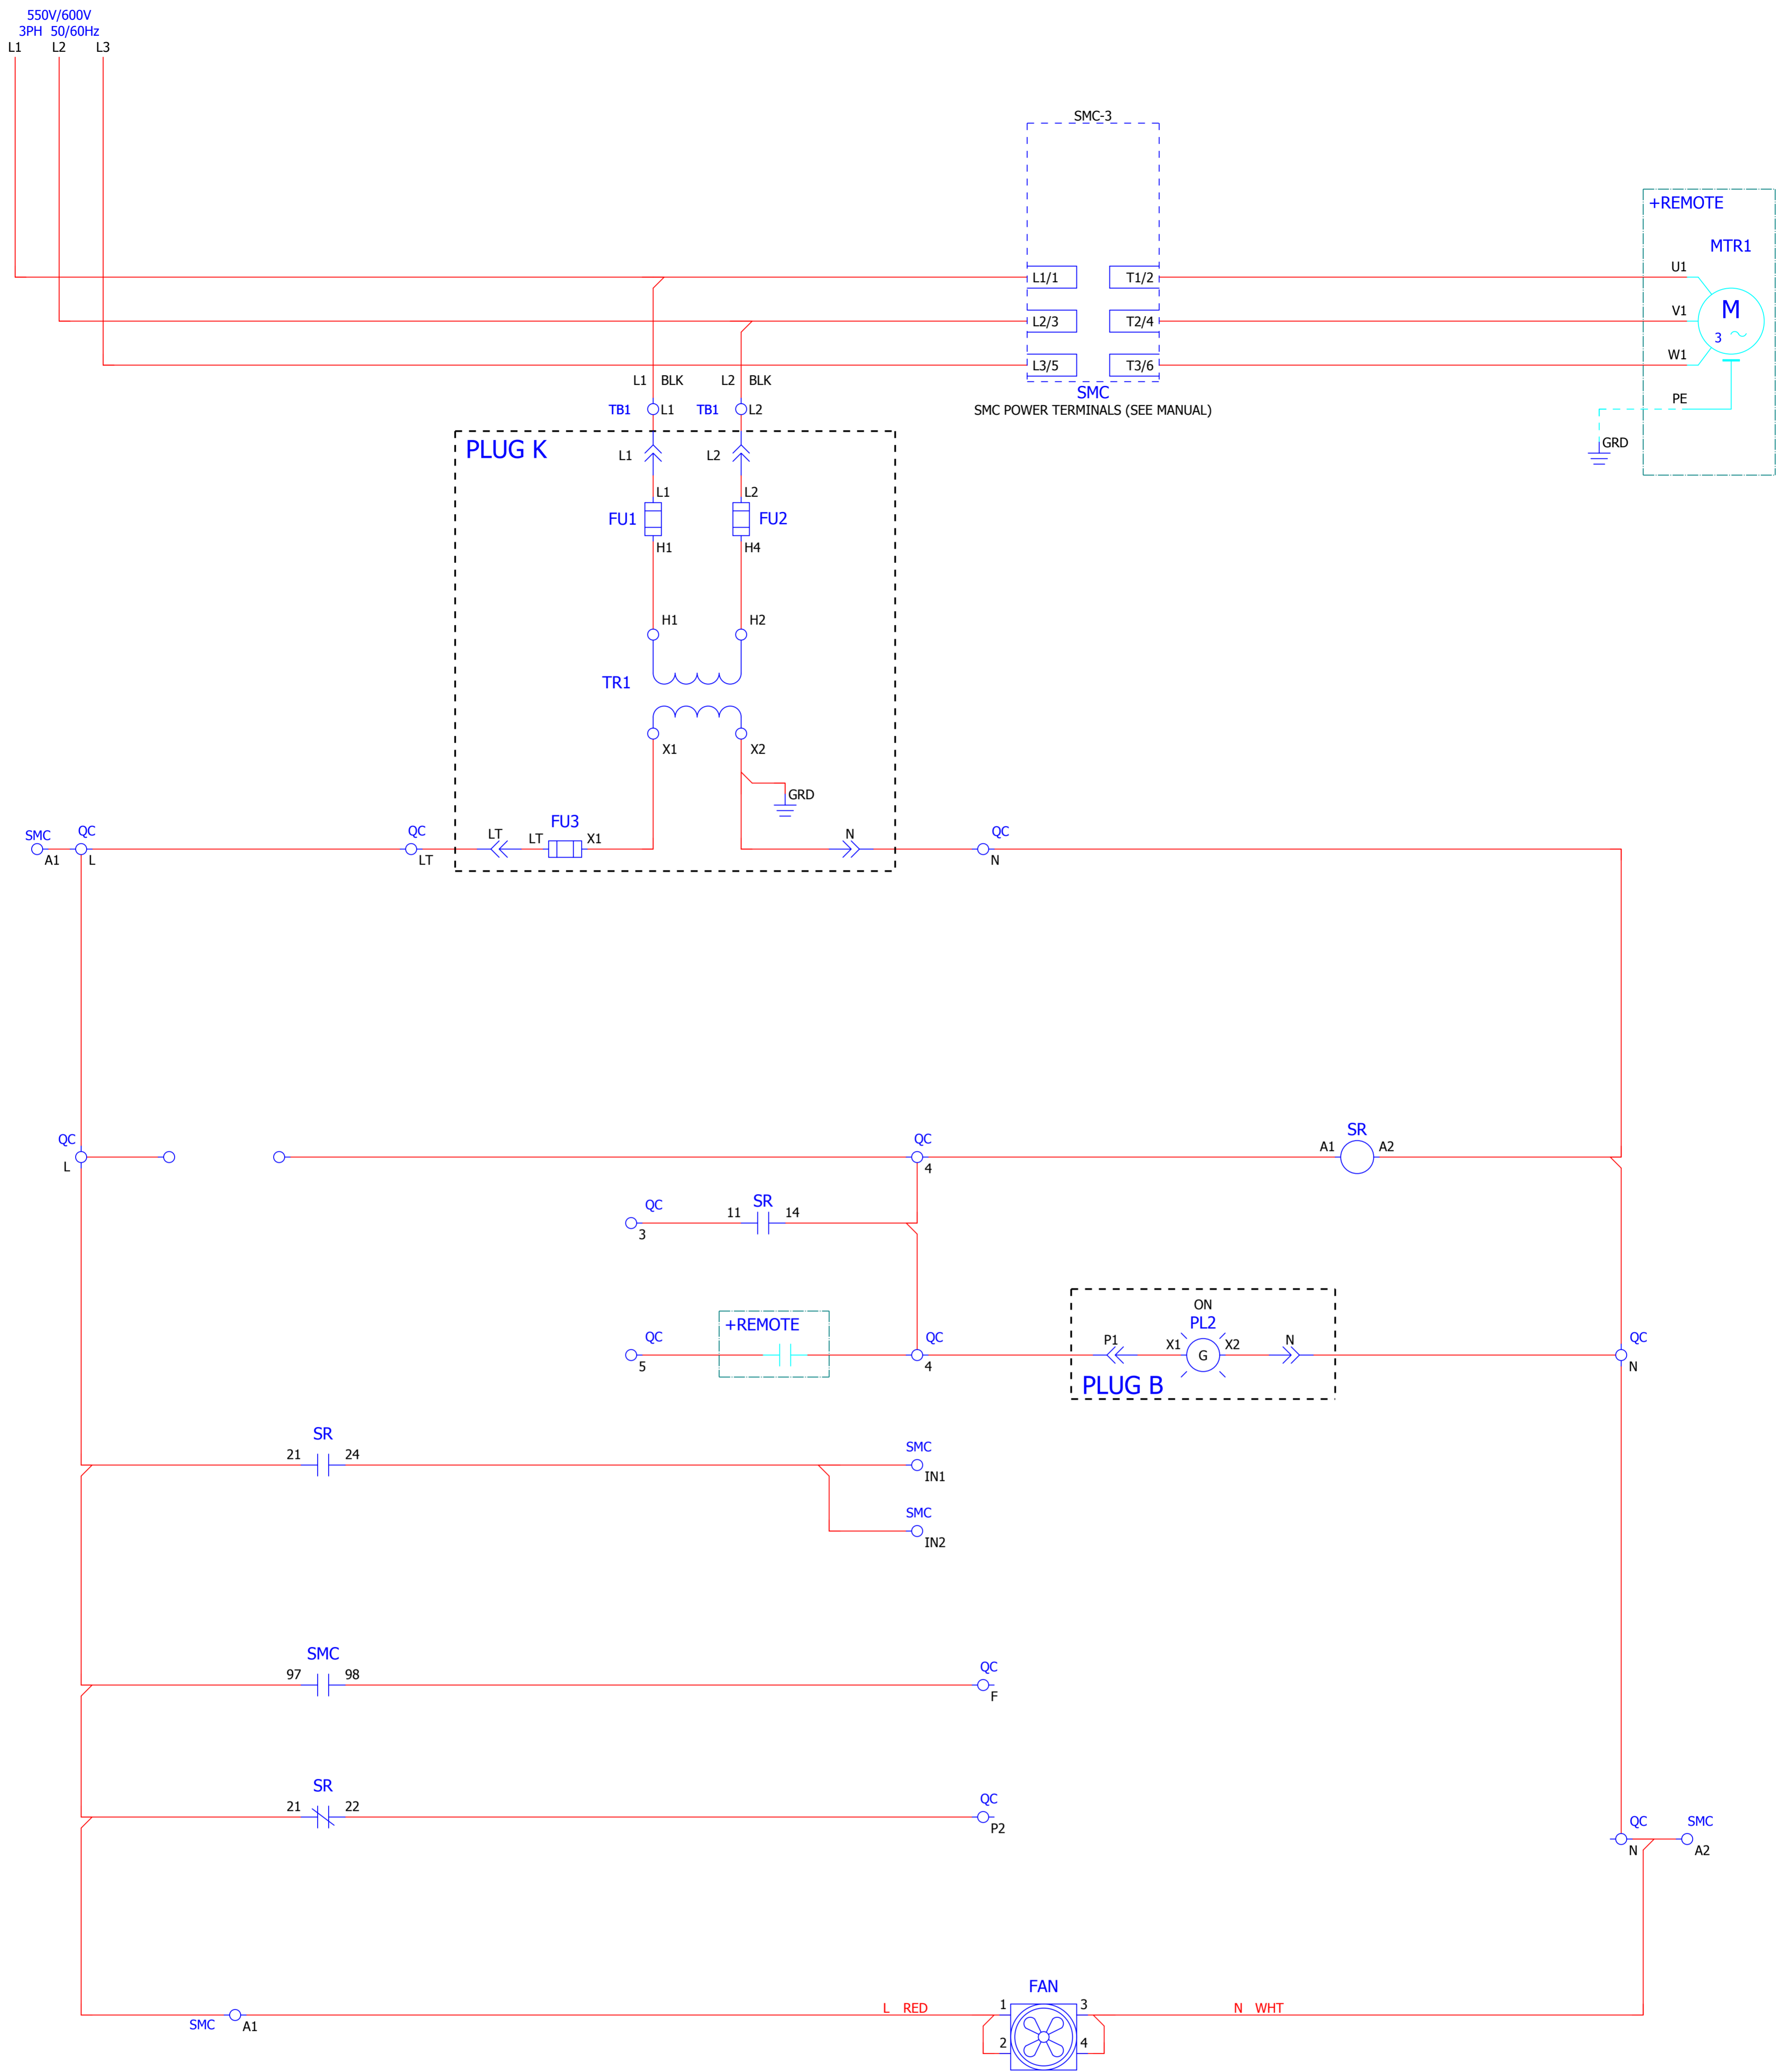 550V/600V
3PH 50/60Hz
L1 L2 L3
SMC-3
+REMOTE
MTR1
U1
L1/1 T1/2
M
3
V1
L2/3 T2/4
W1
L3/5 T3/6
L1 BLK L2 BLK
SMC
PE
TB1 L1 TB1 L2
SMC POWER TERMINALS (SEE MANUAL)
GRD
PLUG K
L1 L2
L1 L2
FU1 FU2
H1 H4
H1 H2
TR1
X1 X2
GRD
FU3
SMC QC QC LT LT X1 N QC
A1 L LT N
QC QC SR
A1 A2
L 4
QC SR
11 14
3
ON
+REMOTE PL2
QC QC P1 X1 X2 N QC
G
5 4 N
PLUG B
SR SMC
21 24
IN1
SMC
IN2
SMC QC
97 98
F
SR QC
21 22
P2
QC SMC
N A2
FAN
L RED 1 3 N WHT
SMC A1
2 4